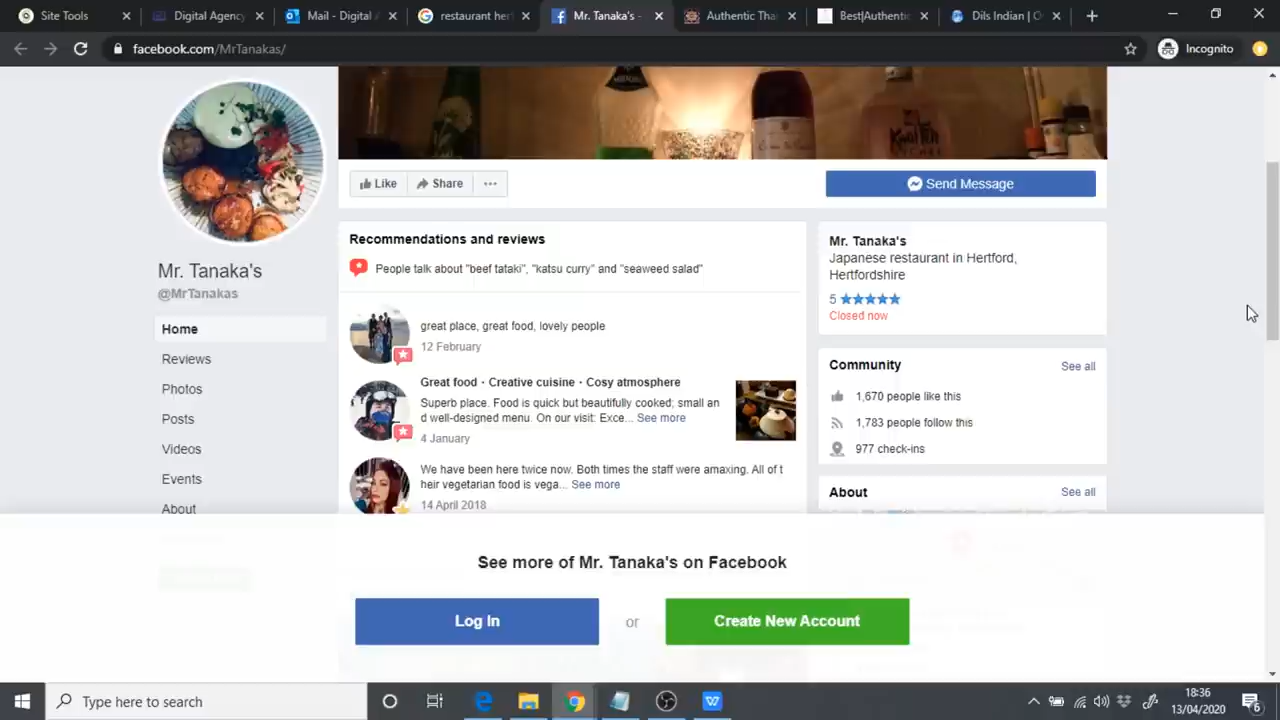 Site Tools
Digital Agency
Mail - Digital
restaurant her
Mr. Tanaka's -
Authentic Tha
Best|Authentic
Dils Indian | O
facebook.com/MrTanakas/
Incognito
Like
Share
Send Message
Mr. Tanaka's
@MrTanakas
Home
Reviews
Photos
Posts
Videos
Events
About
Recommendations and reviews
People talk about "beef tataki", "katsu curry" and "seaweed salad"
great place, great food, lovely people
12 February
Great food · Creative cuisine · Cosy atmosphere
Superb place. Food is quick but beautifully cooked; small an
d well-designed menu. On our visit: Exce... See more
4 January
We have been here twice now. Both times the staff were amaxing. All of t
heir vegetarian food is vega... See more
14 April 2018
Mr. Tanaka's
Japanese restaurant in Hertford,
Hertfordshire
5 ★★★★★
Closed now
Community
See all
1,670 people like this
1,783 people follow this
977 check-ins
About
See all
See more of Mr. Tanaka's on Facebook
Log In
or
Create New Account
Type here to search
18:36
13/04/2020
6